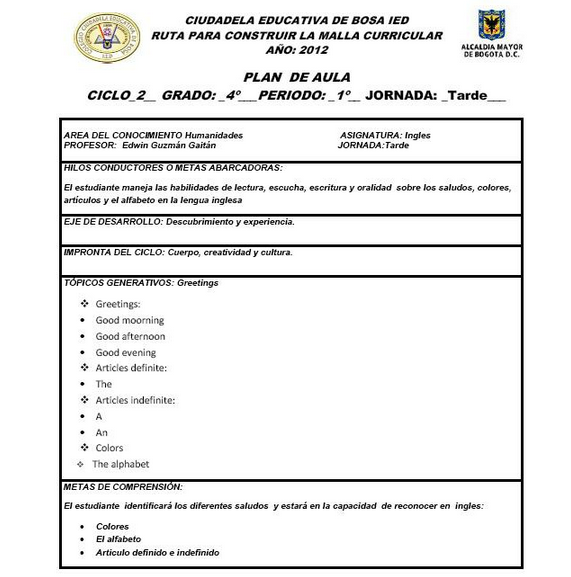 CIUDADELA EDUCATIVA DE BOSA IED
RUTA PARA CONSTRUIR LA MALLA CURRICULAR
AÑO: 2012
ALCALDIA MAYOR
DE BOGOTA D.C.
PLAN DE AULA
CICLO_2__ GRADO: _4º___PERIODO: _1º__ JORNADA: _Tarde___
AREA DEL CONOCIMIENTO Humanidades ASIGNATURA: Ingles
PROFESOR: Edwin Guzmán Gaitán JORNADA:Tarde
HILOS CONDUCTORES O METAS ABARCADORAS:
El estudiante maneja las habilidades de lectura, escucha, escritura y oralidad sobre los saludos, colores,
artículos y el alfabeto en la lengua inglesa
EJE DE DESARROLLO: Descubrimiento y experiencia.
IMPRONTA DEL CICLO: Cuerpo, creatividad y cultura.
TÓPICOS GENERATIVOS: Greetings
❖ Greetings:
• Good moorning
• Good afternoon
• Good evening
❖ Articles definite:
• The
❖ Articles indefinite:
• A
• An
❖ Colors
❖ The alphabet
METAS DE COMPRENSIÓN:
El estudiante identificará los diferentes saludos y estará en la capacidad de reconocer en ingles:
• Colores
• El alfabeto
• Articulo definido e indefinido